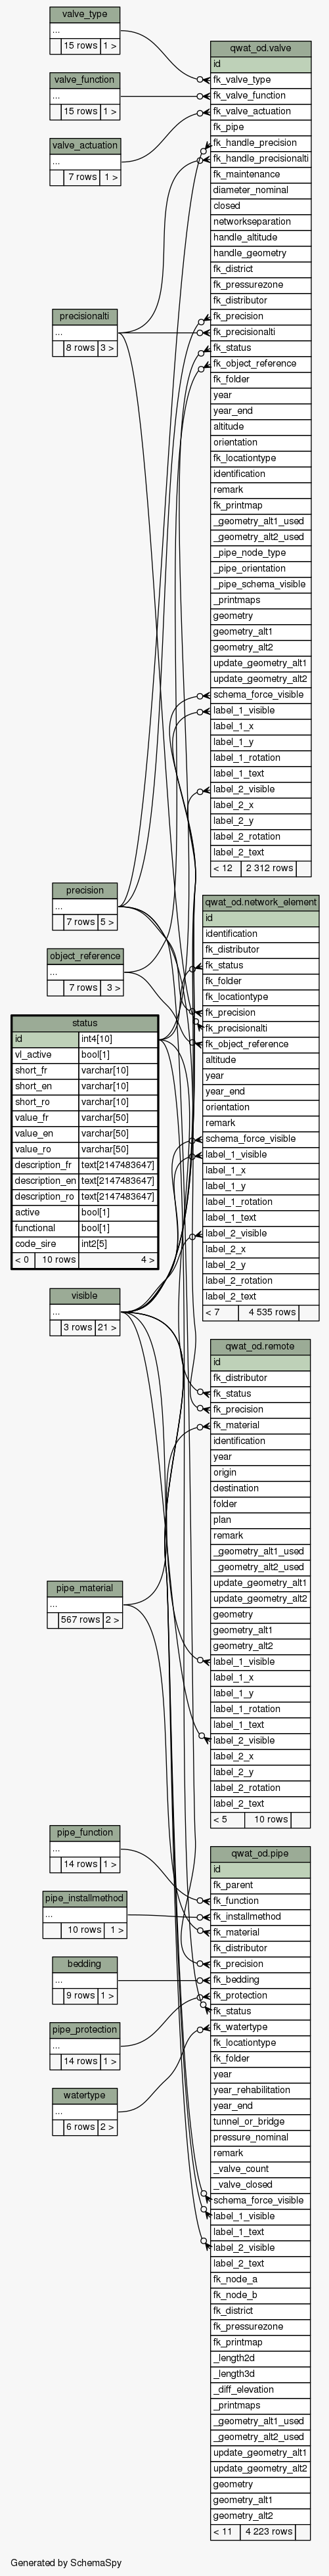 valve_type
...
15 rows 1 >
valve_function
...
15 rows 1 >
valve_actuation
...
7 rows 1 >
precisionalti
...
8 rows 3 >
precision
...
7 rows 5 >
object_reference
...
7 rows 3 >
status
id int4[10]
vl_active bool[1]
short_fr varchar[10]
short_en varchar[10]
short_ro varchar[10]
value_fr varchar[50]
value_en varchar[50]
value_ro varchar[50]
description_fr text[2147483647]
description_en text[2147483647]
description_ro text[2147483647]
active bool[1]
functional bool[1]
code_sire int2[5]
< 0 10 rows 4 >
visible
...
3 rows 21 >
pipe_material
...
567 rows 2 >
pipe_function
...
14 rows 1 >
pipe_installmethod
...
10 rows 1 >
bedding
...
9 rows 1 >
pipe_protection
...
14 rows 1 >
watertype
...
6 rows 2 >
qwat_od.valve
id
fk_valve_type
fk_valve_function
fk_valve_actuation
fk_pipe
fk_handle_precision
fk_handle_precisionalti
fk_maintenance
diameter_nominal
closed
networkseparation
handle_altitude
handle_geometry
fk_district
fk_pressurezone
fk_distributor
fk_precision
fk_precisionalti
fk_status
fk_object_reference
fk_folder
year
year_end
altitude
orientation
fk_locationtype
identification
remark
fk_printmap
_geometry_alt1_used
_geometry_alt2_used
_pipe_node_type
_pipe_orientation
_pipe_schema_visible
_printmaps
geometry
geometry_alt1
geometry_alt2
update_geometry_alt1
update_geometry_alt2
schema_force_visible
label_1_visible
label_1_x
label_1_y
label_1_rotation
label_1_text
label_2_visible
label_2_x
label_2_y
label_2_rotation
label_2_text
< 12 2 312 rows
qwat_od.network_element
id
identification
fk_distributor
fk_status
fk_folder
fk_locationtype
fk_precision
fk_precisionalti
fk_object_reference
altitude
year
year_end
orientation
remark
schema_force_visible
label_1_visible
label_1_x
label_1_y
label_1_rotation
label_1_text
label_2_visible
label_2_x
label_2_y
label_2_rotation
label_2_text
< 7 4 535 rows
qwat_od.remote
id
fk_distributor
fk_status
fk_precision
fk_material
identification
year
origin
destination
folder
plan
remark
_geometry_alt1_used
_geometry_alt2_used
update_geometry_alt1
update_geometry_alt2
geometry
geometry_alt1
geometry_alt2
label_1_visible
label_1_x
label_1_y
label_1_rotation
label_1_text
label_2_visible
label_2_x
label_2_y
label_2_rotation
label_2_text
< 5 10 rows
qwat_od.pipe
id
fk_parent
fk_function
fk_installmethod
fk_material
fk_distributor
fk_precision
fk_bedding
fk_protection
fk_status
fk_watertype
fk_locationtype
fk_folder
year
year_rehabilitation
year_end
tunnel_or_bridge
pressure_nominal
remark
_valve_count
_valve_closed
schema_force_visible
label_1_visible
label_1_text
label_2_visible
label_2_text
fk_node_a
fk_node_b
fk_district
fk_pressurezone
fk_printmap
_length2d
_length3d
_diff_elevation
_printmaps
_geometry_alt1_used
_geometry_alt2_used
update_geometry_alt1
update_geometry_alt2
geometry
geometry_alt1
geometry_alt2
< 11 4 223 rows
Generated by SchemaSpy